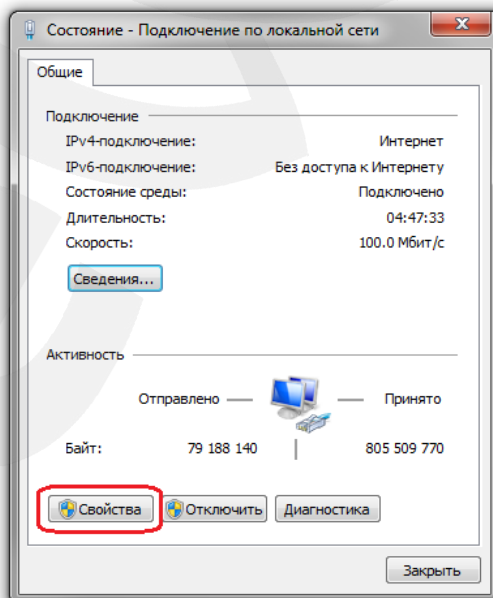 Состояние - Подключение по локальной сети
Общие
Подключение
IPv4-подключение: Интернет
IPv6-подключение: Без доступа к Интернету
Состояние среды: Подключено
Длительность: 04:47:33
Скорость: 100.0 Мбит/с
Сведения...
Активность
Отправлено — Принято
Байт: 79 188 140 | 805 509 770
Свойства Отключить Диагностика
Закрыть